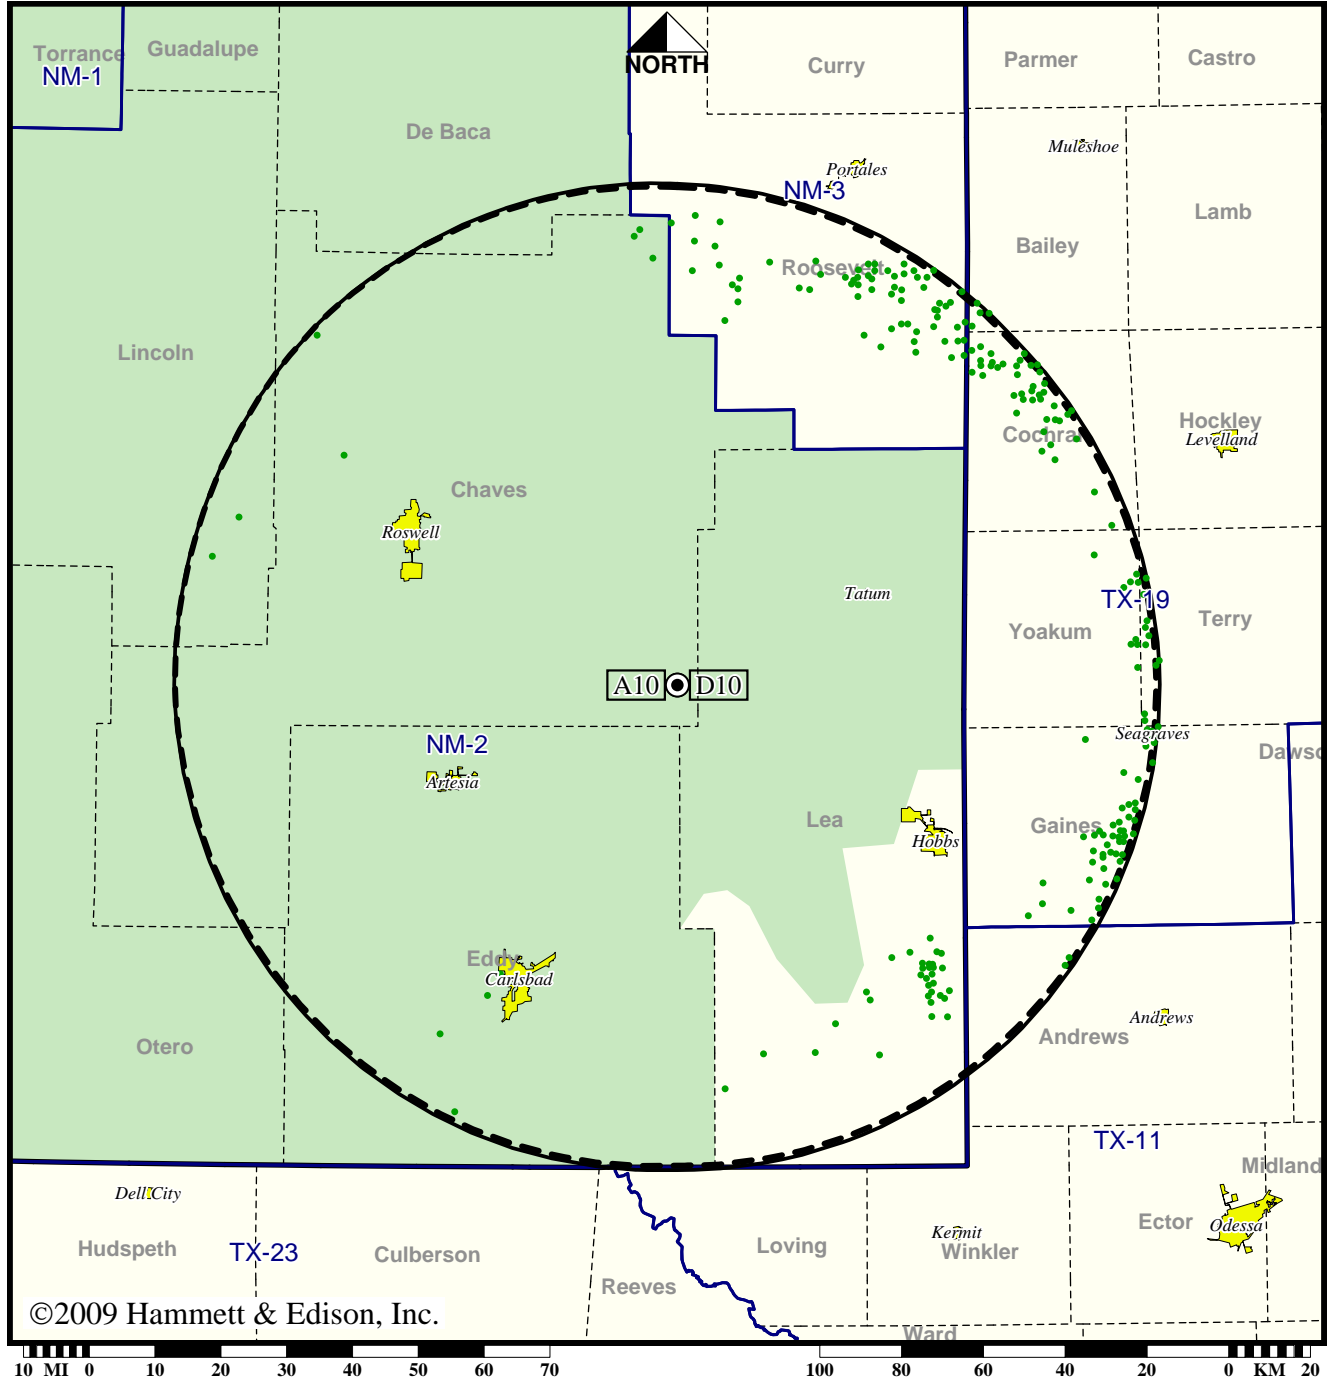 Torrance
Guadalupe
NM-1
De Baca
NORTH
Curry
Parmer
Castro
Muleshoe
Portales
NM-3
Lamb
Bailey
Roosevelt
Lincoln
Hockley
Levelland
Cochra
Chaves
Roswell
Tatum
TX-19
Terry
Yoakum
A10
D10
NM-2
Seagraves
Dawso
Artesia
Lea
Gaines
Hobbs
Eddy
Carlsbad
Otero
Andrews
Andrews
TX-11
Midland
Dell City
Ector
Odessa
Hudspeth
TX-23
Culberson
Loving
Kermit
Winkler
Reeves
©2009 Hammett & Edison, Inc.
Ward
10 MI 0 10 20 30 40 50 60 70
100 80 60 40 20 0 KM 20